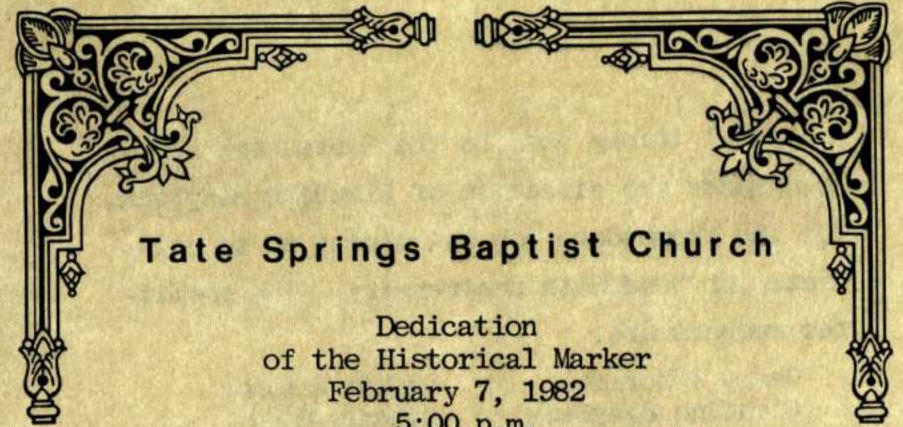 Tate Springs Baptist Church
Dedication
of the Historical Marker
February 7, 1982
5:00 p.m.